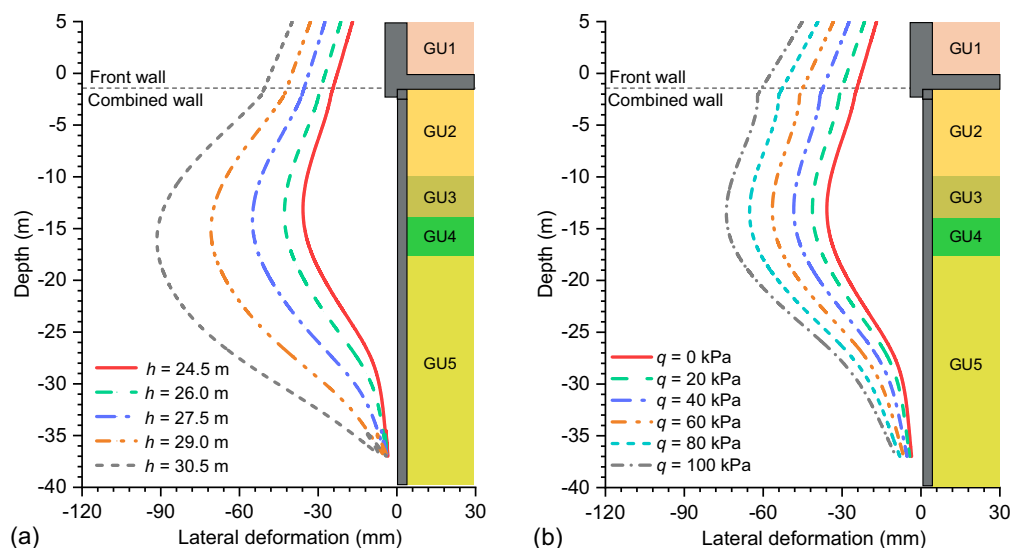 5
0
-5
-10
-15
-20
-25
-30
-35
-40
Depth (m)
Front wall
Combined wall
GU1
GU2
GU3
GU4
GU5
h = 24.5 m
h = 26.0 m
h = 27.5 m
h = 29.0 m
h = 30.5 m
-120 -90 -60 -30 0 30
Lateral deformation (mm)
(a)
5
0
-5
-10
-15
-20
-25
-30
-35
-40
Depth (m)
Front wall
Combined wall
GU1
GU2
GU3
GU4
GU5
q = 0 kPa
q = 20 kPa
q = 40 kPa
q = 60 kPa
q = 80 kPa
q = 100 kPa
-120 -90 -60 -30 0 30
Lateral deformation (mm)
(b)